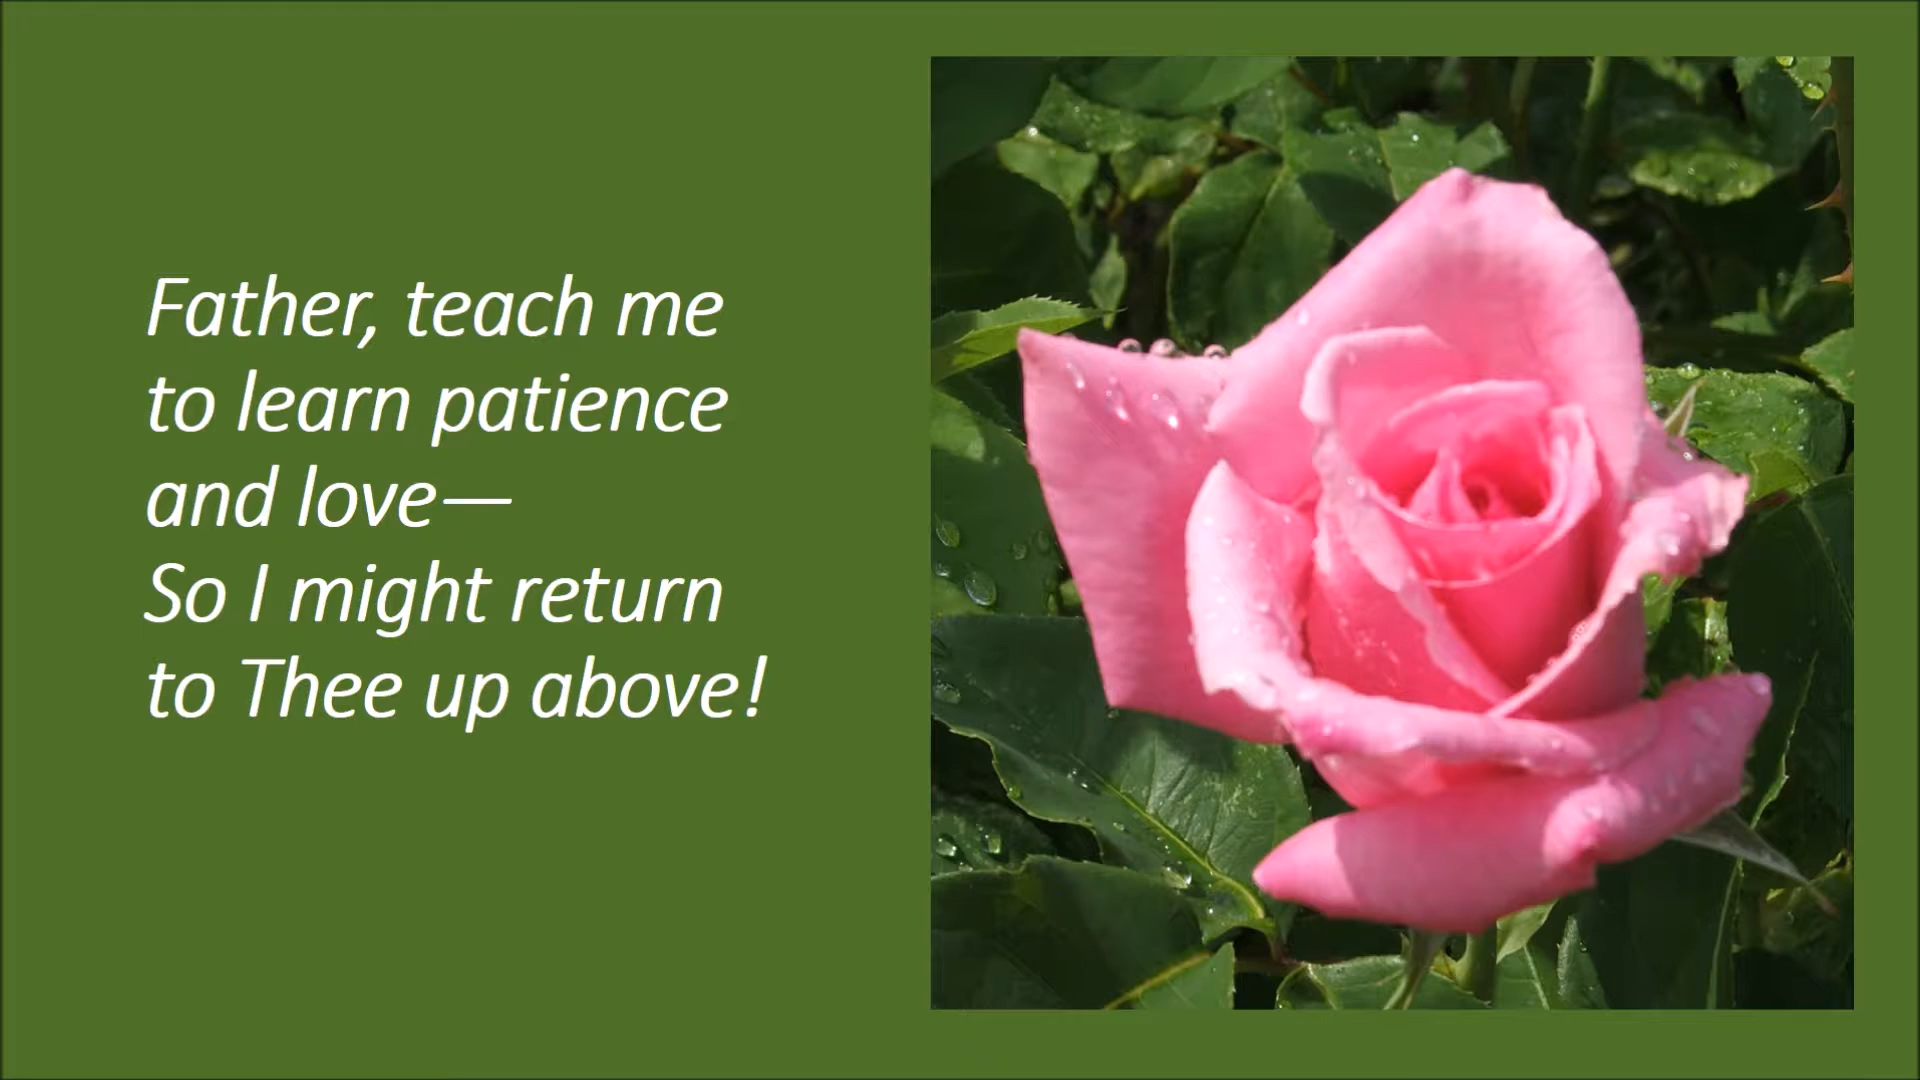 Father, teach me
to learn patience
and love—
So I might return
to Thee up above!